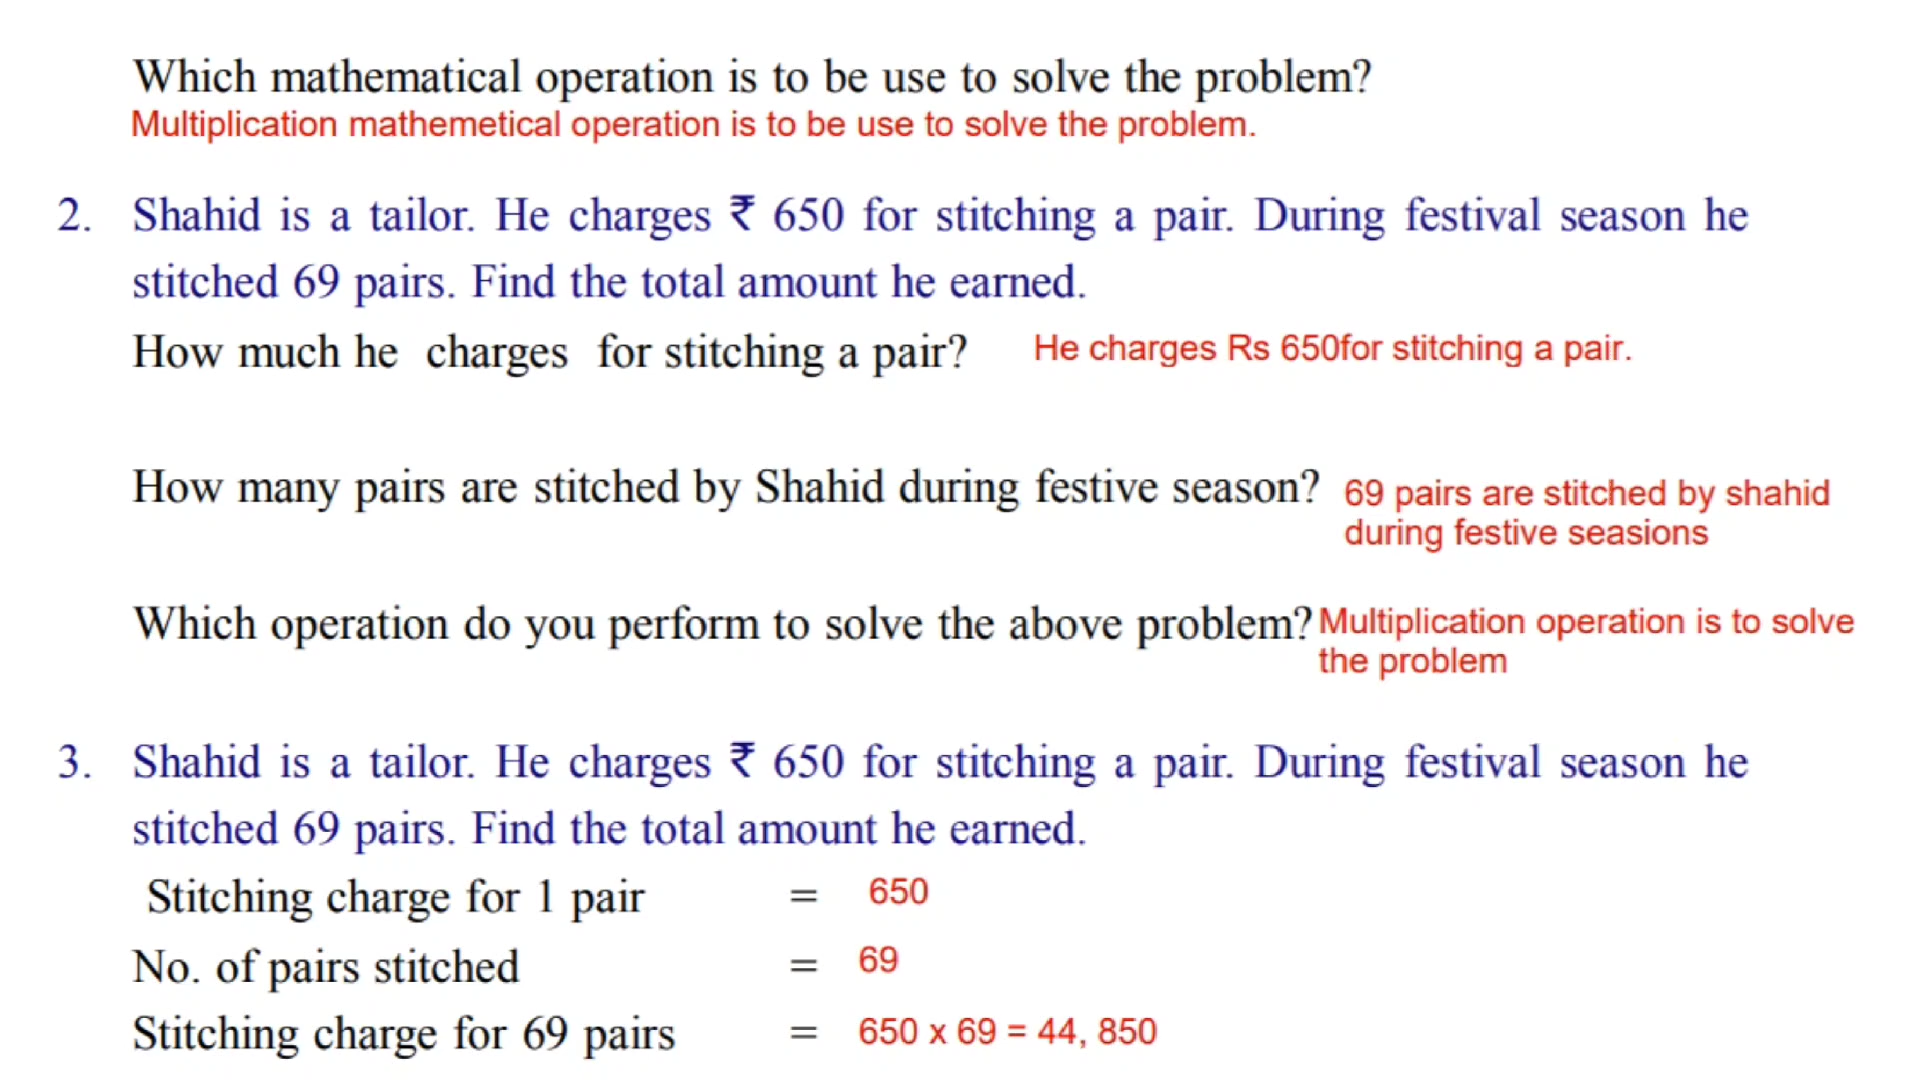 Which mathematical operation is to be use to solve the problem?
Multiplication mathemetical operation is to be use to solve the problem.
2. Shahid is a tailor. He charges ₹ 650 for stitching a pair. During festival season he
stitched 69 pairs. Find the total amount he earned.
How much he charges for stitching a pair? He charges Rs 650for stitching a pair.
How many pairs are stitched by Shahid during festive season? 69 pairs are stitched by shahid
during festive seasions
Which operation do you perform to solve the above problem? Multiplication operation is to solve
the problem
3. Shahid is a tailor. He charges ₹ 650 for stitching a pair. During festival season he
stitched 69 pairs. Find the total amount he earned.
Stitching charge for 1 pair = 650
No. of pairs stitched = 69
Stitching charge for 69 pairs = 650 x 69 = 44, 850